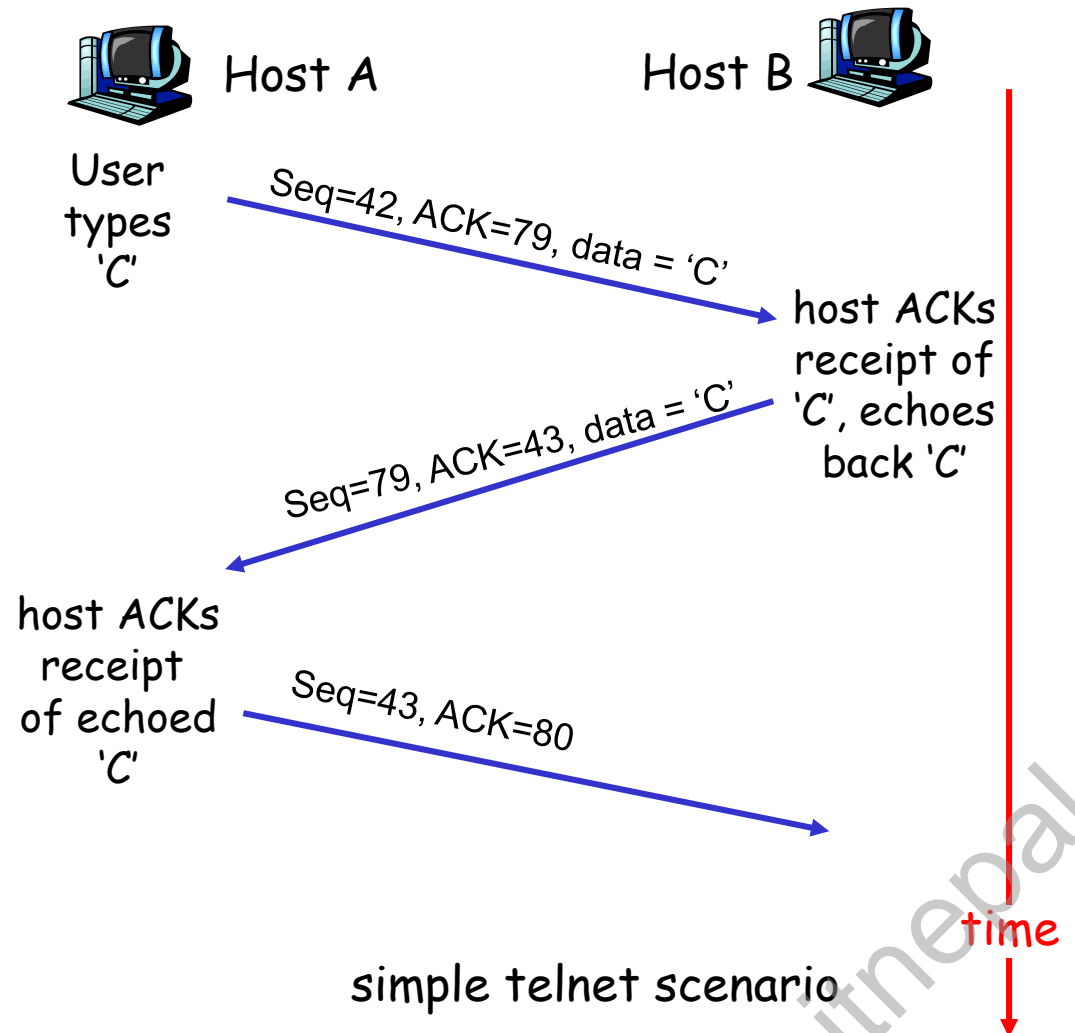 Host A
Host B
User
types
‘C’
Seq=42, ACK=79, data = ‘C’
host ACKs
receipt of
‘C’, echoes
back ‘C’
Seq=79, ACK=43, data = ‘C’
host ACKs
receipt
of echoed
‘C’
Seq=43, ACK=80
time
simple telnet scenario
itnepal